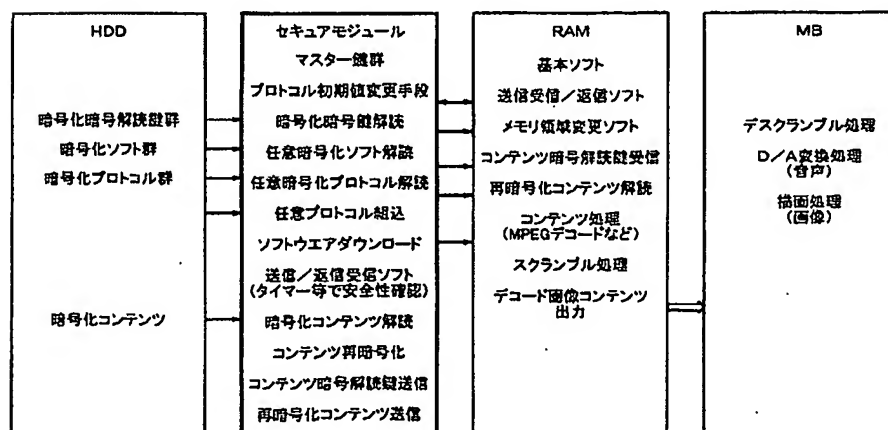 HDD
暗号化暗号解読鍵群
暗号化ソフト群
暗号化プロトコル群
暗号化コンテンツ
セキュアモジュール
マスター鍵群
プロトコル初期値変更手段
暗号化暗号鍵解読
任意暗号化ソフト解読
任意暗号化プロトコル解読
任意プロトコル組込
ソフトウエアダウンロード
送信/返信受信ソフト
(タイマー等で安全性確認)
暗号化コンテンツ解読
コンテンツ再暗号化
コンテンツ暗号解読鍵送信
再暗号化コンテンツ送信
RAM
基本ソフト
送信受信/返信ソフト
メモリ領域変更ソフト
コンテンツ暗号解読鍵受信
再暗号化コンテンツ解読
コンテンツ処理
(MPEGデコードなど)
スクランブル処理
デコード画像コンテンツ
出力
MB
デスクランブル処理
D/A変換処理
(音声)
描画処理
(画像)